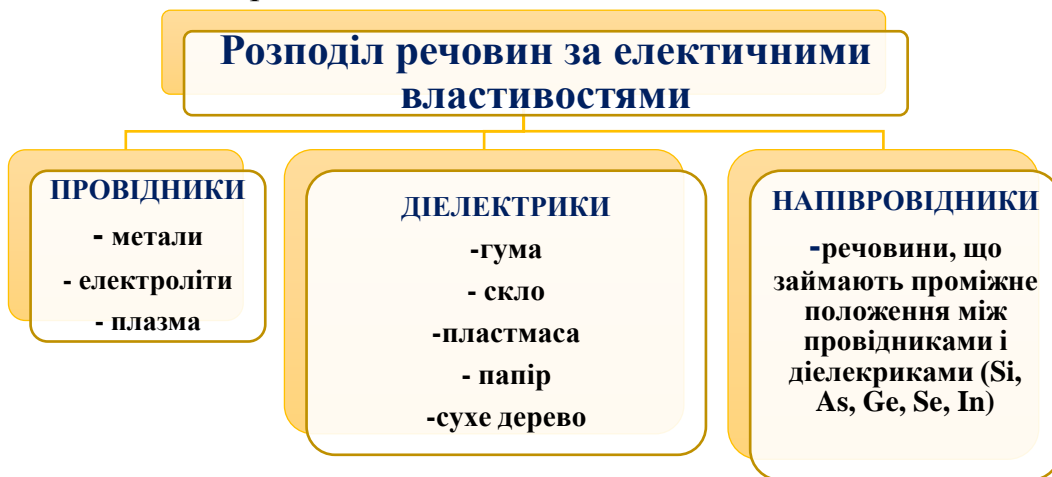 Розподіл речовин за електичними
властивостями
ПРОВІДНИКИ
- метали
- електроліти
- плазма
ДІЕЛЕКТРИКИ
-гума
- скло
-пластмаса
- папір
-сухе дерево
НАПІВРОВІДНИКИ
-речовини, що
займають проміжне
положення між
провідниками і
діелекриками (Si,
As, Ge, Se, In)